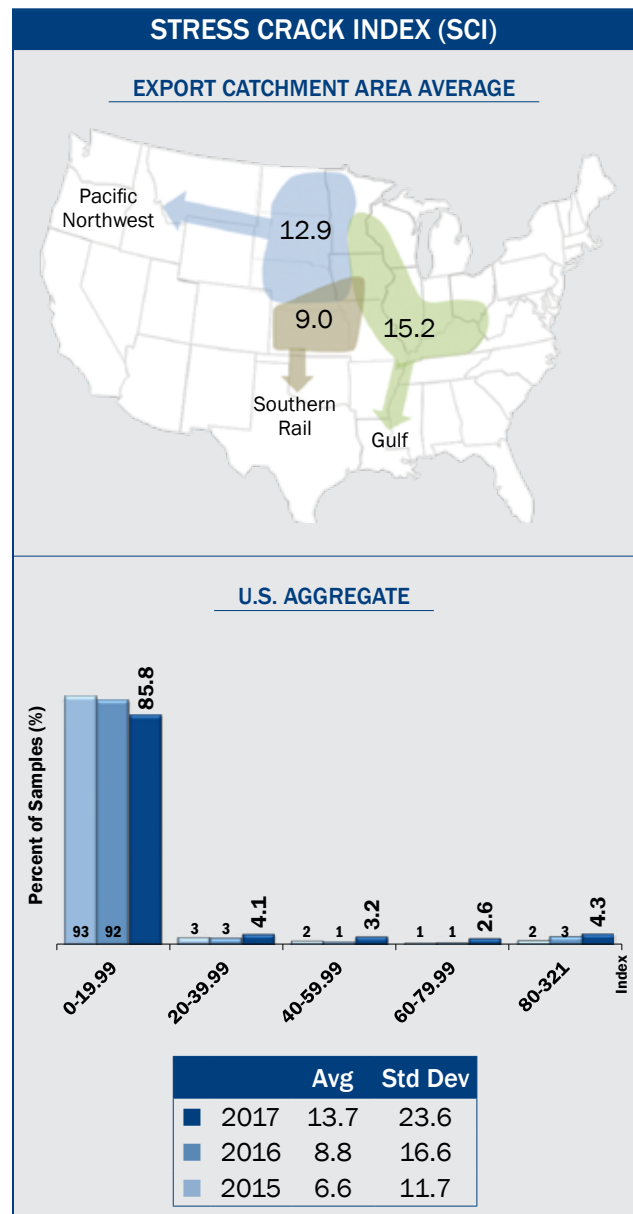 STRESS CRACK INDEX (SCI)
EXPORT CATCHMENT AREA AVERAGE
Pacific
Northwest
12.9
9.0
15.2
Southern
Rail
Gulf
U.S. AGGREGATE
Percent of Samples (%)
93 92 85.8
3 3 4.1
2 1 3.2
1 1 2.6
2 3 4.3
0-19.99 20-39.99 40-59.99 60-79.99 80-321 Index
Avg Std Dev
2017 13.7 23.6
2016 8.8 16.6
2015 6.6 11.7